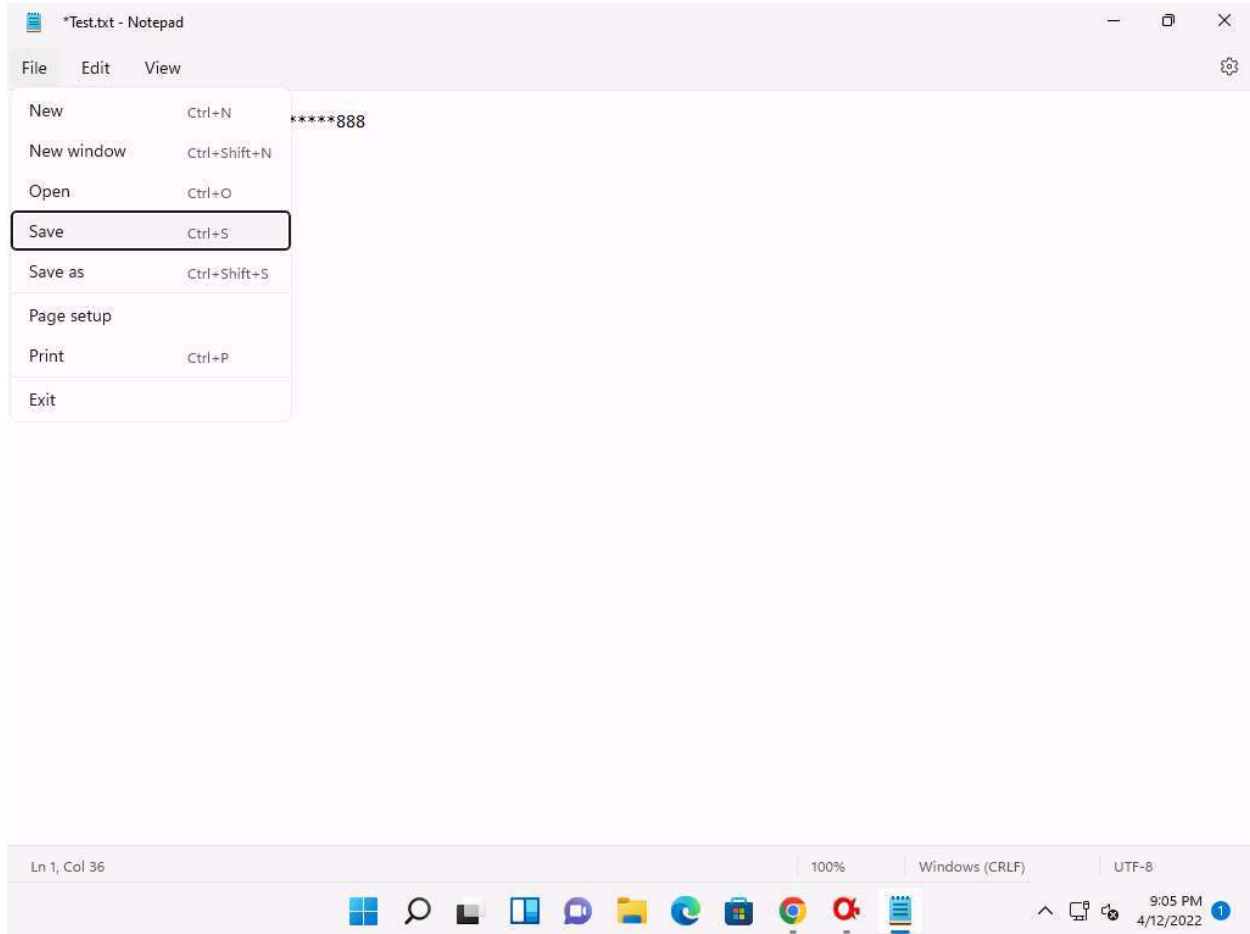 *Test.txt - Notepad
File Edit View
New Ctrl+N
*****888
New window Ctrl+Shift+N
Open Ctrl+O
Save Ctrl+S
Save as Ctrl+Shift+S
Page setup
Print Ctrl+P
Exit
Ln 1, Col 36 100% Windows (CRLF) UTF-8
9:05 PM
4/12/2022 1